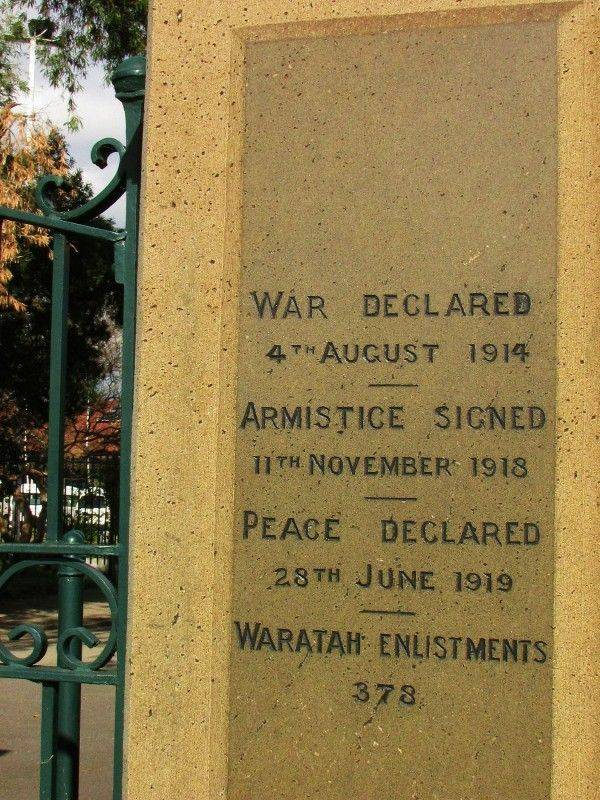 WAR DECLARED
4TH AUGUST 1914
ARMISTICE SIGNED
11TH NOVEMBER 1918
PEACE DECLARED
28TH JUNE 1919
WARATAH ENLISTMENTS
378